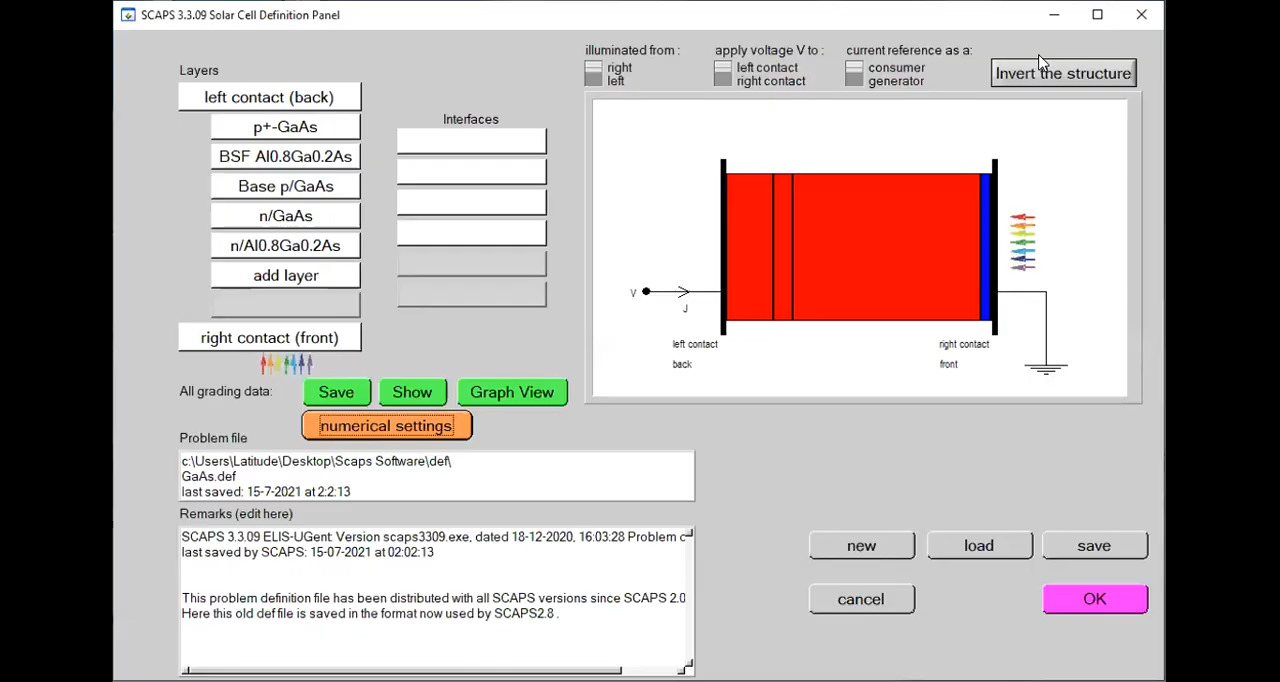 SCAPS 3.3.09 Solar Cell Definition Panel
illuminated from :
right
left
apply voltage V to :
left contact
right contact
current reference as a:
consumer
generator
Invert the structure
Layers
left contact (back)
p+-GaAs
BSF Al0.8Ga0.2As
Base p/GaAs
n/GaAs
n/Al0.8Ga0.2As
add layer
right contact (front)
Interfaces
V
J
left contact
back
right contact
front
All grading data:
Save
Show
Graph View
numerical settings
Problem file
c:\Users\Latitude\Desktop\Scaps Software\def\
GaAs.def
last saved: 15-7-2021 at 2:2:13
Remarks (edit here)
SCAPS 3.3.09 ELIS-UGent: Version scaps3309.exe, dated 18-12-2020, 16:03:28 Problem
last saved by SCAPS: 15-07-2021 at 02:02:13
This problem definition file has been distributed with all SCAPS versions since SCAPS 2.0
Here this old def file is saved in the format now used by SCAPS2.8 .
new
load
save
cancel
OK